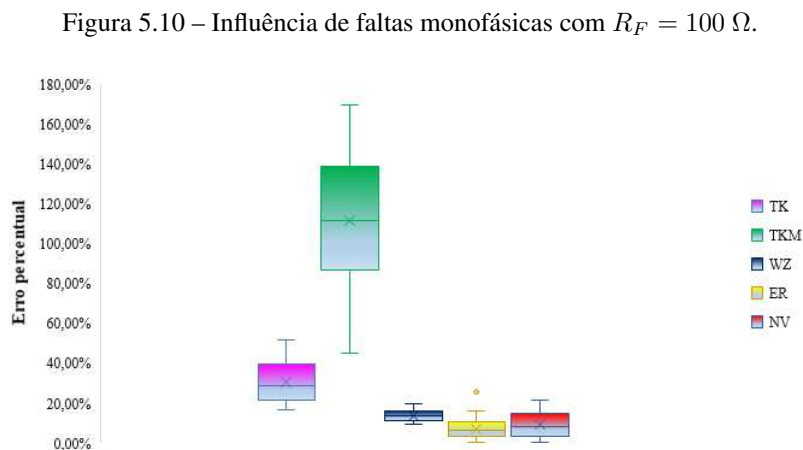 Figura 5.10 – Influência de faltas monofásicas com R_F = 100 Ω.
180,00%
160,00%
140,00%
120,00%
100,00%
80,00%
60,00%
40,00%
20,00%
0,00%
Erro percentual
TK
TKM
WZ
ER
NV